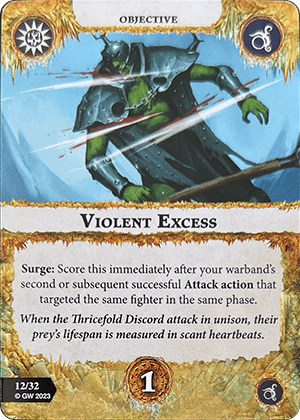 OBJECTIVE
VIOLENT EXCESS
Surge: Score this immediately after your warband's
second or subsequent successful Attack action that
targeted the same fighter in the same phase.
When the Thricefold Discord attack in unison, their
prey's lifespan is measured in scant heartbeats.
12/32
© GW 2023
1